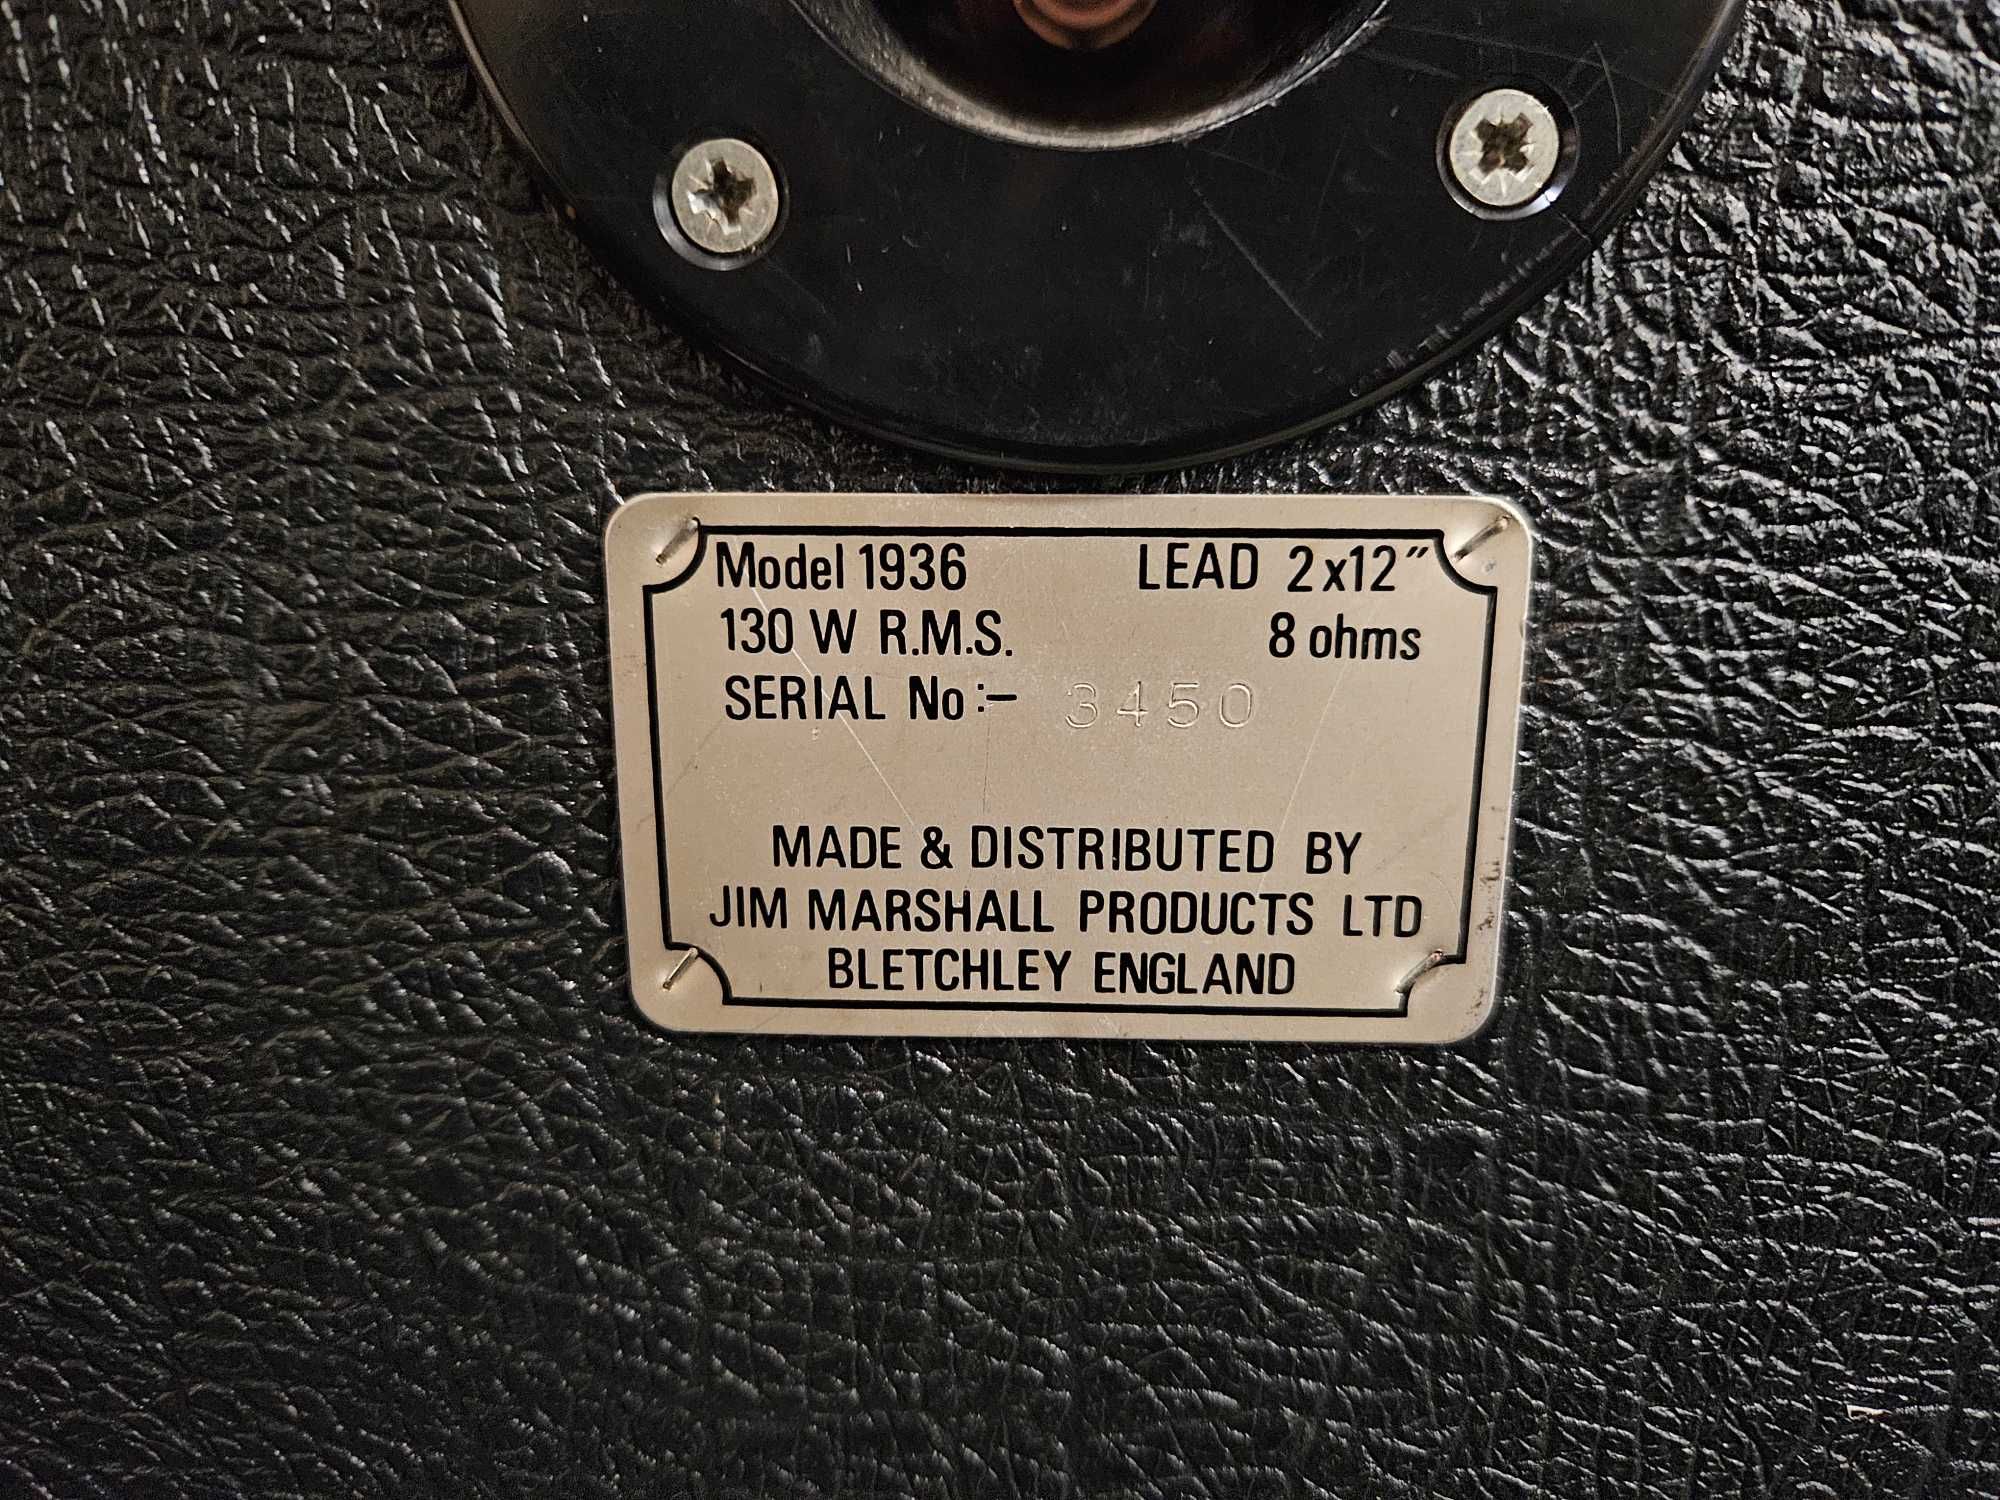 Model 1936 LEAD 2x12"
130 W R.M.S. 8 ohms
SERIAL No:- 3450
MADE & DISTRIBUTED BY
JIM MARSHALL PRODUCTS LTD
BLETCHLEY ENGLAND